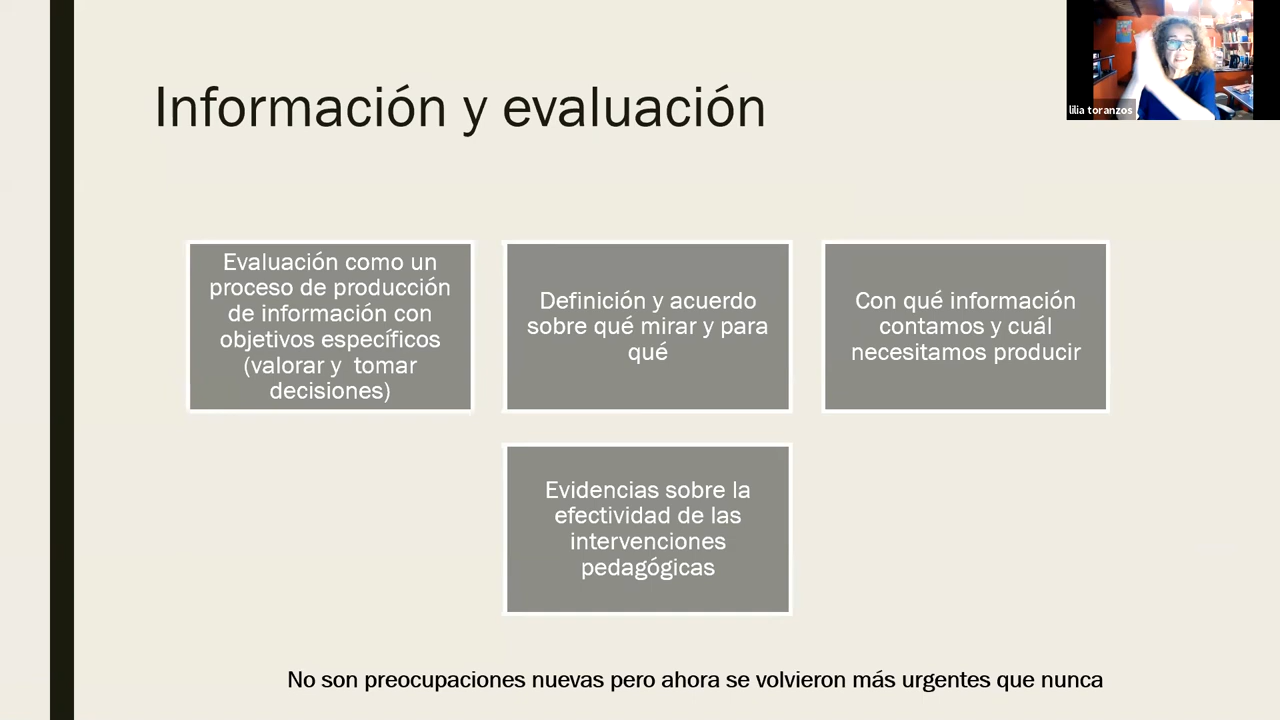 lilia toranzos
Información y evaluación
Evaluación como un
proceso de producción
de información con
objetivos específicos
(valorar y tomar
decisiones)
Definición y acuerdo
sobre qué mirar y para
qué
Con qué información
contamos y cuál
necesitamos producir
Evidencias sobre la
efectividad de las
intervenciones
pedagógicas
No son preocupaciones nuevas pero ahora se volvieron más urgentes que nunca